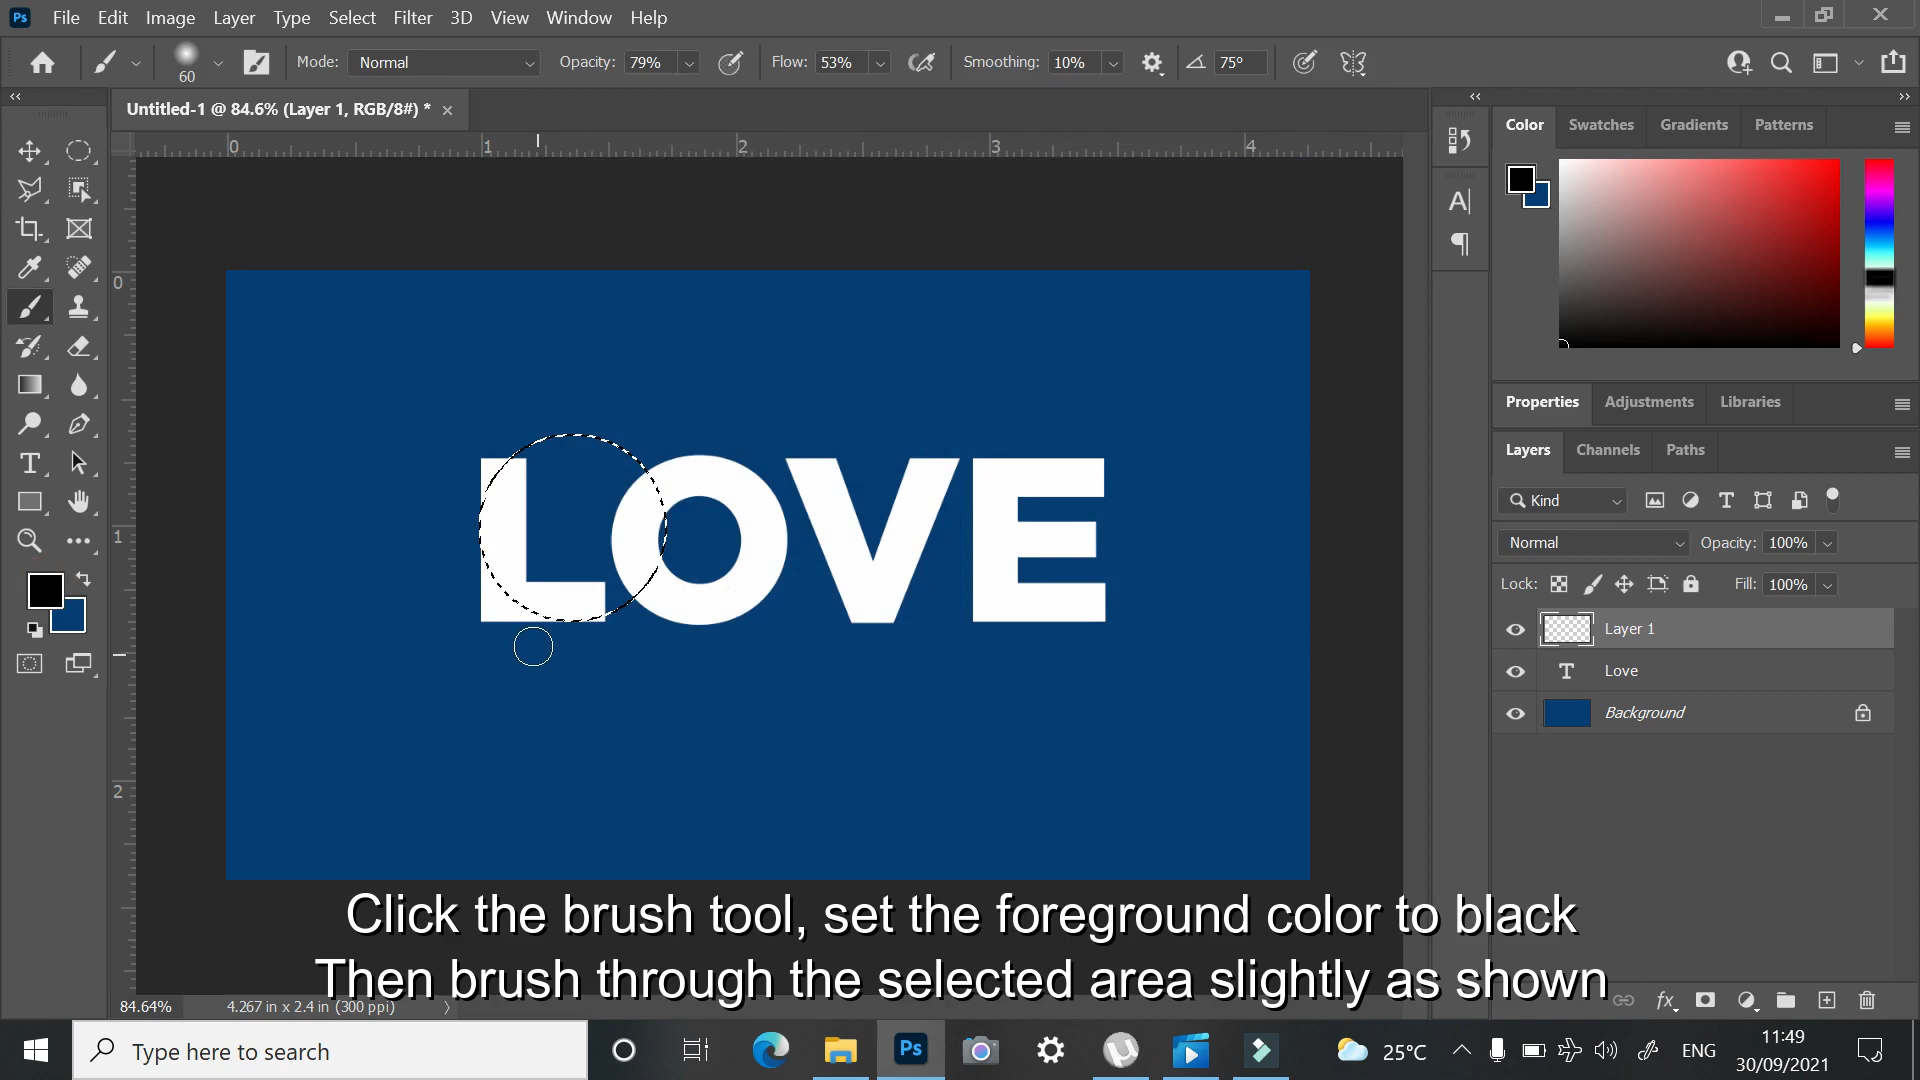 Ps File Edit Image Layer Type Select Filter 3D View Window Help
60 Mode: Normal Opacity: 79% Flow: 53% Smoothing: 10% 75°
Untitled-1 @ 84.6% (Layer 1, RGB/8#) *
0 1 2 3 4
0
1
2
LOVE
Color Swatches Gradients Patterns
Properties Adjustments Libraries
Layers Channels Paths
Kind
Normal Opacity: 100%
Lock: Fill: 100%
Layer 1
Love
Background
fx
Click the brush tool, set the foreground color to black
Then brush through the selected area slightly as shown
84.64% 4.267 in x 2.4 in (300 ppi)
Type here to search
Ps
25°C ENG
11:49
30/09/2021